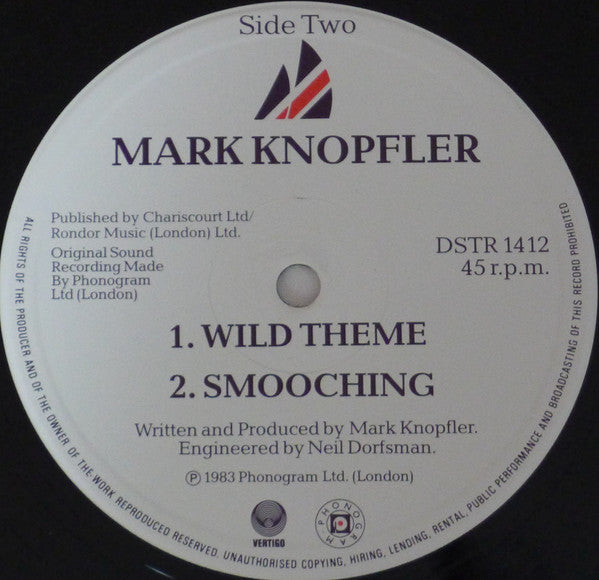 Side Two
MARK KNOPFLER
Published by Chariscourt Ltd/
Rondor Music (London) Ltd.
Original Sound
Recording Made
By Phonogram
Ltd (London)
DSTR 1412
45 r.p.m.
1. WILD THEME
2. SMOOCHING
Written and Produced by Mark Knopfler.
Engineered by Neil Dorfsman.
℗ 1983 Phonogram Ltd. (London)
VERTIGO
PHONOGRAM
ALL RIGHTS OF THE PRODUCER AND OF THE OWNER OF THE WORK REPRODUCED RESERVED. UNAUTHORISED COPYING, HIRING, LENDING, RENTAL, PUBLIC PERFORMANCE AND BROADCASTING OF THIS RECORD PROHIBITED